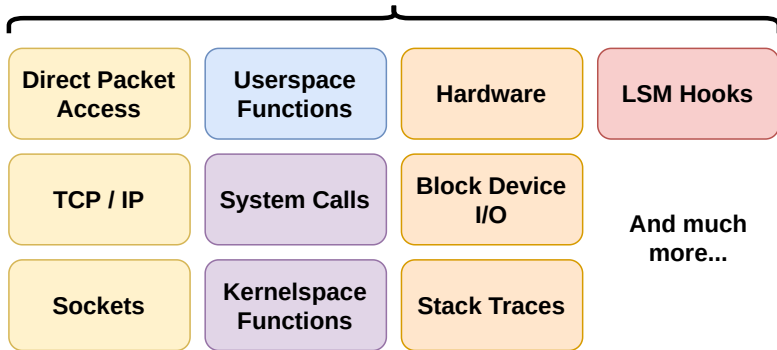 Direct Packet
Access
Userspace
Functions
Hardware
LSM Hooks
TCP / IP
System Calls
Block Device
I/O
And much
more...
Sockets
Kernelspace
Functions
Stack Traces